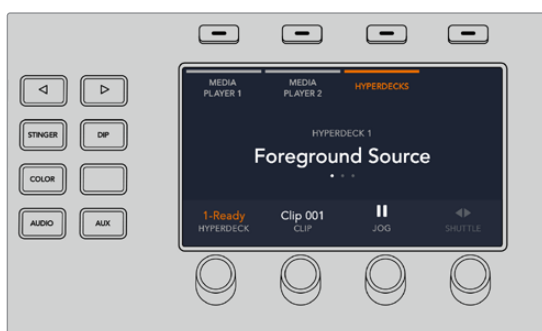 MEDIA
PLAYER 1
MEDIA
PLAYER 2
HYPERDECKS
HYPERDECK 1
Foreground Source
STINGER
DIP
COLOR
AUDIO
AUX
1-Ready
HYPERDECK
Clip 001
CLIP
JOG
SHUTTLE